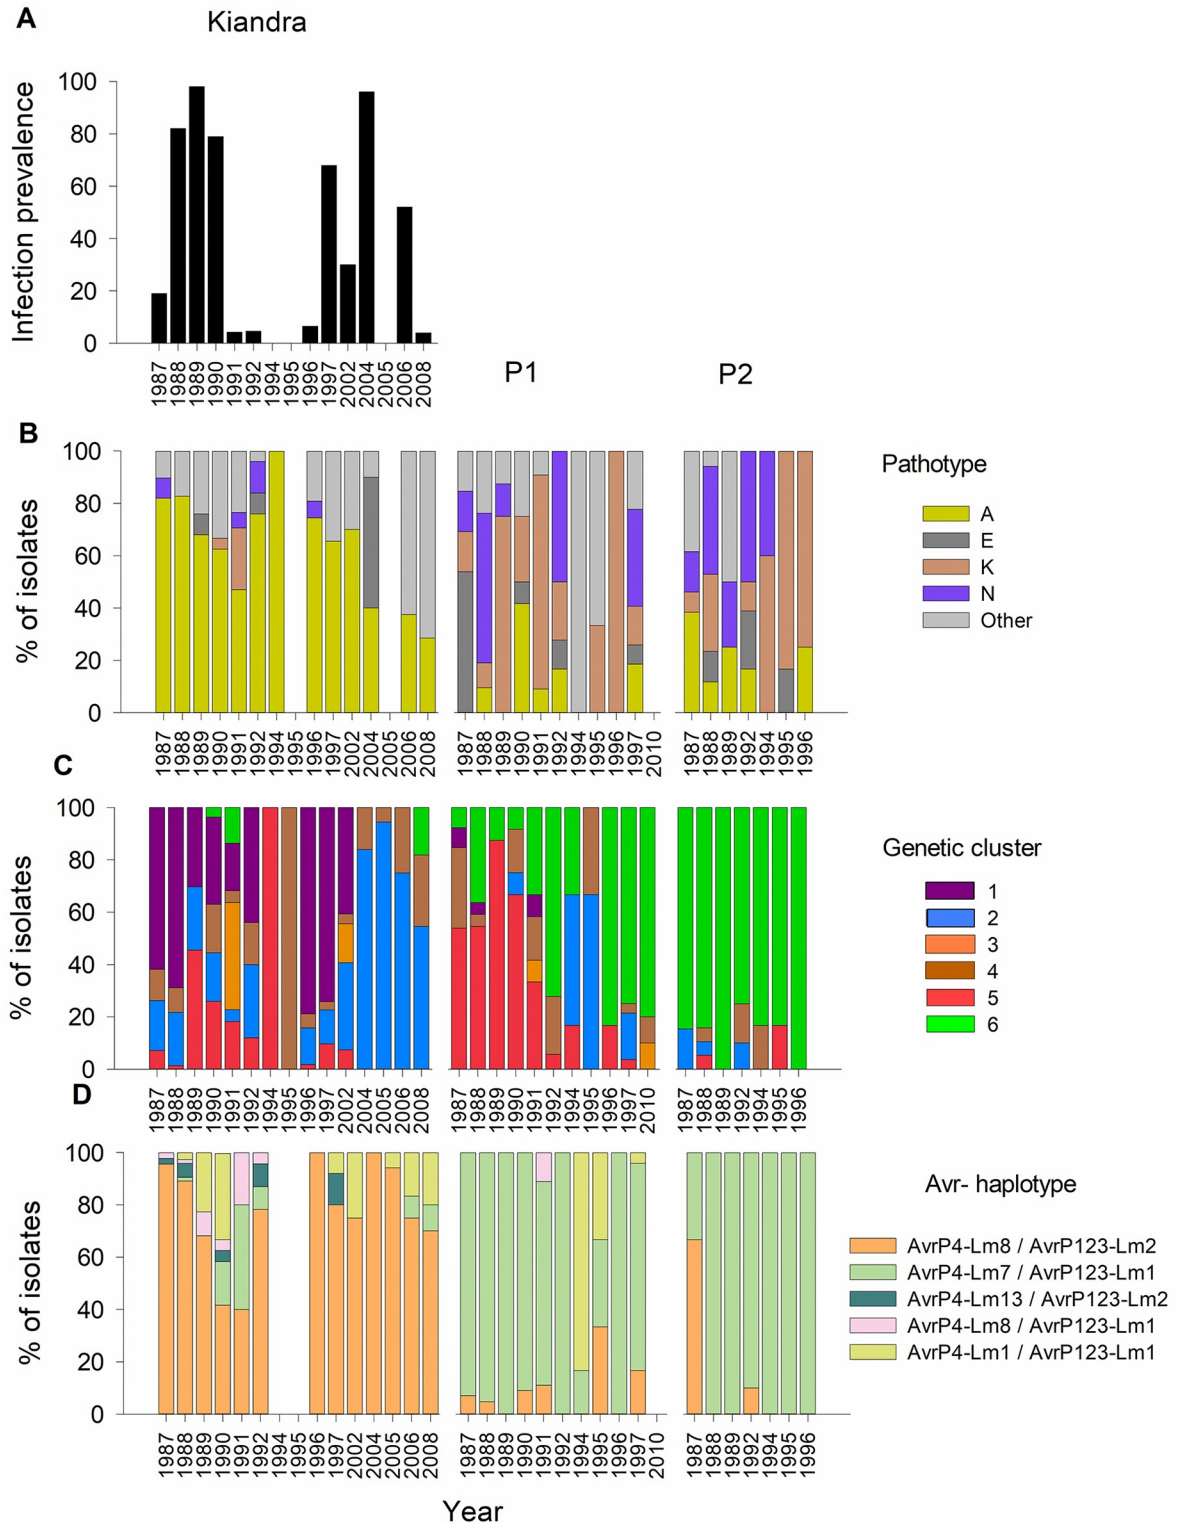 A
Kiandra
Infection prevalence
100
80
60
40
20
0
1987 1988 1989 1990 1991 1992 1994 1995 1996 1997 2002 2004 2005 2006 2008
P1
P2
B
% of isolates
100
80
60
40
20
0
1987 1988 1989 1990 1991 1992 1994 1995 1996 1997 2002 2004 2006 2008
1987 1988 1989 1990 1991 1992 1994 1995 1996 1997 2010
1987 1988 1989 1992 1994 1995 1996
Pathotype
A
E
K
N
Other
C
% of isolates
100
80
60
40
20
0
1987 1988 1989 1990 1991 1992 1994 1995 1996 1997 2002 2004 2005 2006 2008
1987 1988 1989 1990 1991 1992 1994 1995 1996 1997 2010
1987 1988 1989 1992 1994 1995 1996
Genetic cluster
1
2
3
4
5
6
D
% of isolates
100
80
60
40
20
0
1987 1988 1989 1990 1991 1992 1994 1995 1996 1997 2002 2004 2005 2006 2008
1987 1988 1989 1990 1991 1992 1994 1995 1996 1997 2010
1987 1988 1989 1992 1994 1995 1996
Avr- haplotype
AvrP4-Lm8 / AvrP123-Lm2
AvrP4-Lm7 / AvrP123-Lm1
AvrP4-Lm13 / AvrP123-Lm2
AvrP4-Lm8 / AvrP123-Lm1
AvrP4-Lm1 / AvrP123-Lm1
Year